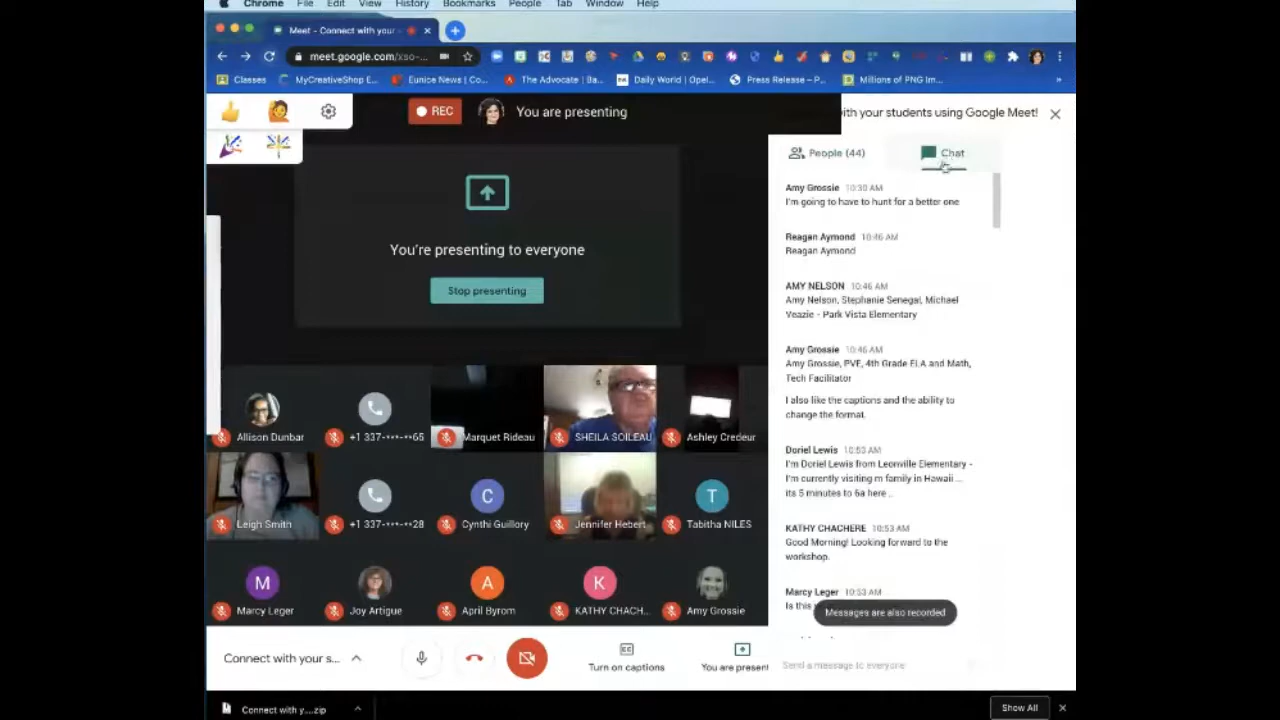 Chrome File Edit View History Bookmarks People Tab Window Help
Meet - Connect with your
meet.google.com/xso-...
Classes MyCreativeShop E... Eunice News | Co... The Advocate | Ba... Daily World | Opel... Press Release – P... Millions of PNG Im... »
REC You are presenting
ith your students using Google Meet!
People (44) Chat
You're presenting to everyone
Stop presenting
Amy Grossie 10:30 AM
I'm going to have to hunt for a better one
Reagan Aymond 10:46 AM
Reagan Aymond
AMY NELSON 10:46 AM
Amy Nelson, Stephanie Senegal, Michael
Veazie - Park Vista Elementary
Amy Grossie 10:46 AM
Amy Grossie, PVE, 4th Grade ELA and Math,
Tech Facilitator
I also like the captions and the ability to
change the format.
Doriel Lewis 10:53 AM
I'm Doriel Lewis from Leonville Elementary -
I'm currently visiting m family in Hawaii ...
its 5 minutes to 6a here ..
KATHY CHACHERE 10:53 AM
Good Morning! Looking forward to the
workshop.
Marcy Leger 10:53 AM
Is this
Messages are also recorded
Send a message to everyone
Allison Dunbar +1 337-•••-••65 Marquet Rideau SHEILA SOILEAU Ashley Credeur
Leigh Smith +1 337-•••-••28 C Cynthi Guillory Jennifer Hebert T Tabitha NILES
M Marcy Leger Joy Artigue A April Byrom K KATHY CHACH... Amy Grossie
Connect with your s... Turn on captions You are present
Connect with y....zip Show All